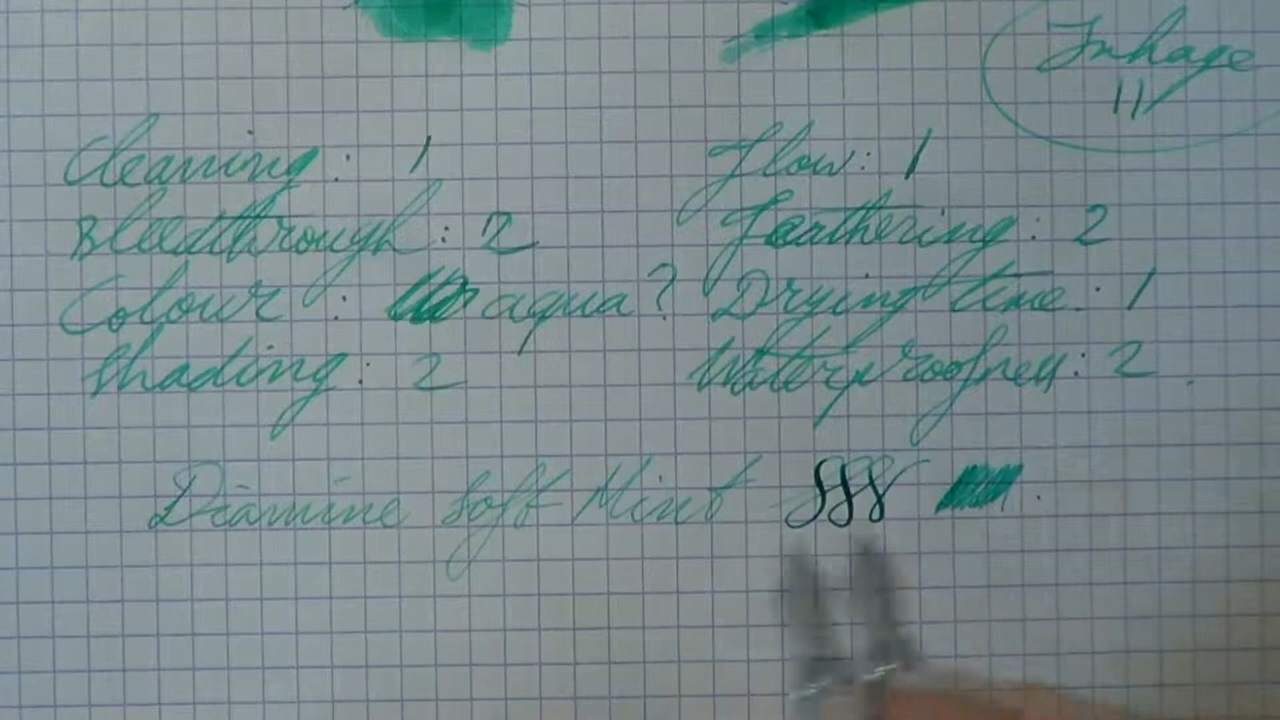 Inkage
11
Cleaning: 1
Flow: 1
Bleedthrough: 2
Feathering: 2
Colour: aqua?
Drying time: 1
Shading: 2
Waterproofness: 2
Diamine Soft Mint